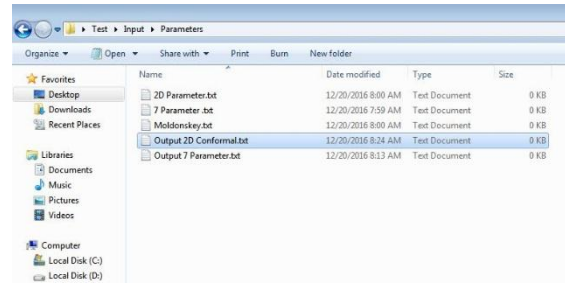 Test ▸ Input ▸ Parameters
Organize ▾ Open ▾ Share with ▾ Print Burn New folder
Favorites
Desktop
Downloads
Recent Places
Libraries
Documents
Music
Pictures
Videos
Computer
Local Disk (C:)
Local Disk (D:)
Name Date modified Type Size
2D Parameter.txt 12/20/2016 8:00 AM Text Document 0 KB
7 Parameter .txt 12/20/2016 7:59 AM Text Document 0 KB
Moldonskey.txt 12/20/2016 8:00 AM Text Document 0 KB
Output 2D Conformal.txt 12/20/2016 8:24 AM Text Document 0 KB
Output 7 Parameter.txt 12/20/2016 8:13 AM Text Document 0 KB